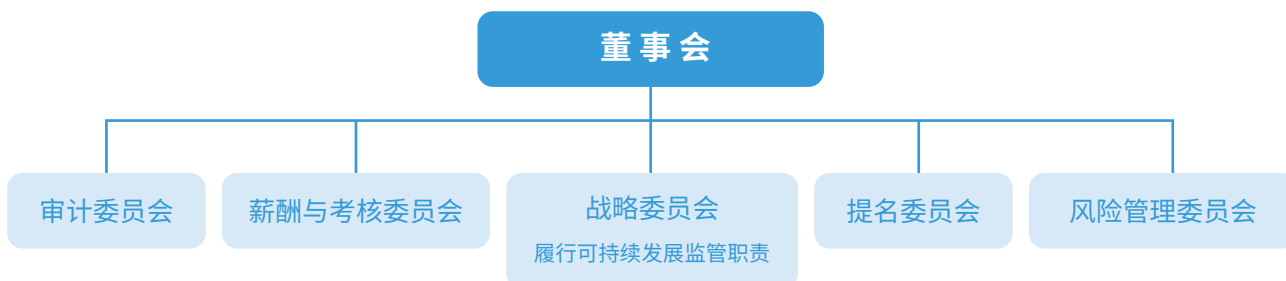 董事会
审计委员会
薪酬与考核委员会
战略委员会
履行可持续发展监管职责
提名委员会
风险管理委员会